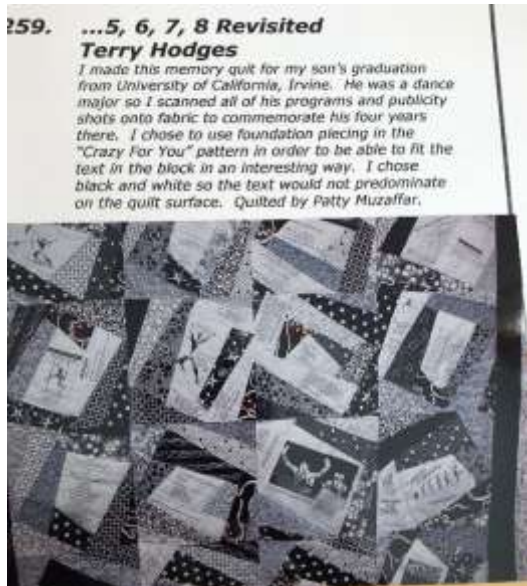 259. ...5, 6, 7, 8 Revisited
Terry Hodges
I made this memory quit for my son's graduation
from University of California, Irvine. He was a dance
major so I scanned all of his programs and publicity
shots onto fabric to commemorate his four years
there. I chose to use foundation piecing in the
"Crazy For You" pattern in order to be able to fit the
text in the block in an interesting way. I chose
black and white so the text would not predominate
on the quilt surface. Quilted by Patty Muzaffar.